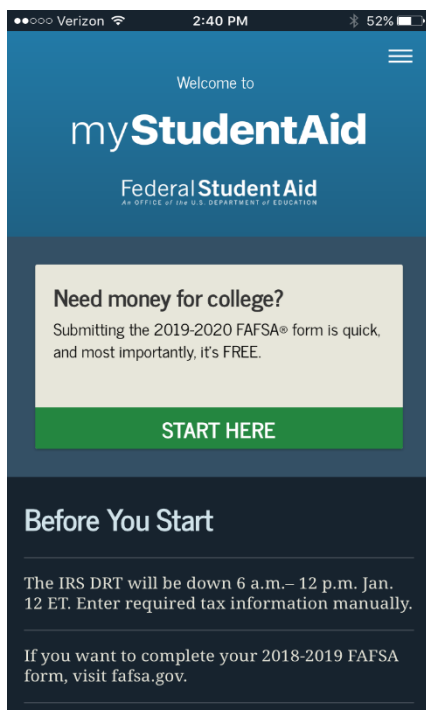 Verizon 2:40 PM 52%
Welcome to
myStudentAid
Federal Student Aid
An OFFICE of the U.S. DEPARTMENT of EDUCATION
Need money for college?
Submitting the 2019-2020 FAFSA® form is quick,
and most importantly, it's FREE.
START HERE
Before You Start
The IRS DRT will be down 6 a.m.– 12 p.m. Jan.
12 ET. Enter required tax information manually.
If you want to complete your 2018-2019 FAFSA
form, visit fafsa.gov.